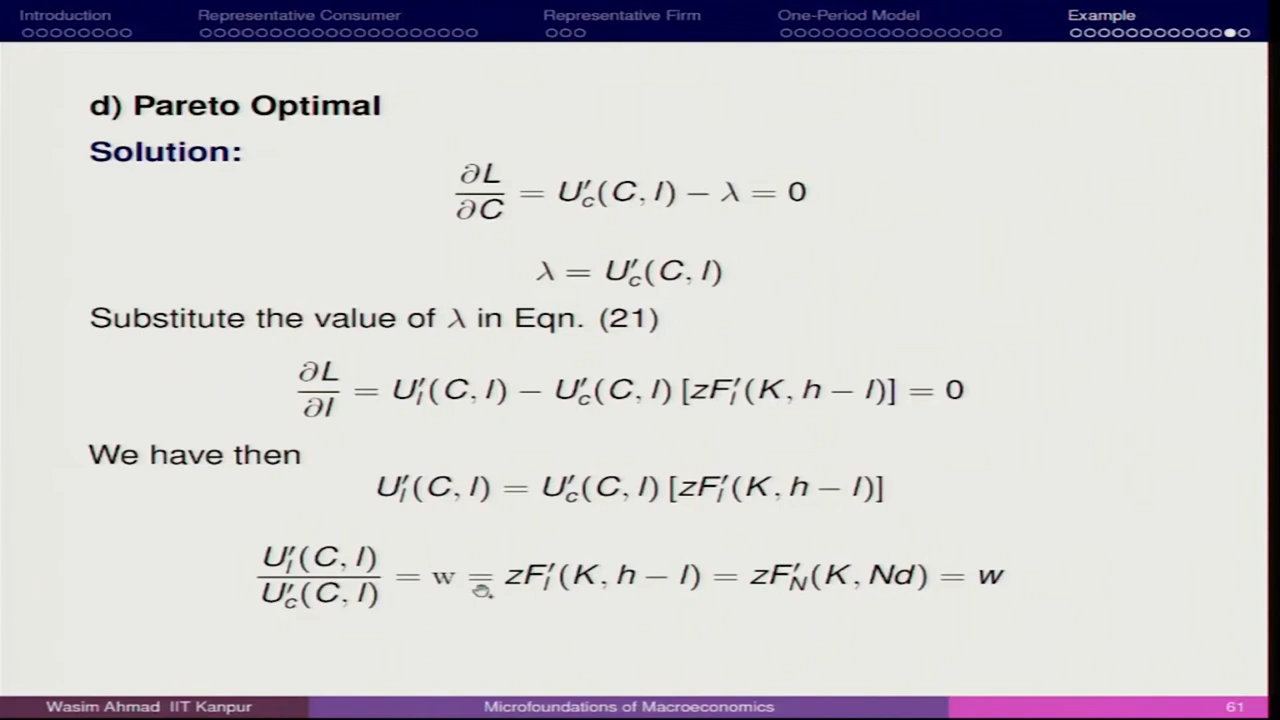 Introduction Representative Consumer Representative Firm One-Period Model Example
d) Pareto Optimal
Solution:
∂L/∂C = U′c(C, l) − λ = 0
λ = U′c(C, l)
Substitute the value of λ in Eqn. (21)
∂L/∂l = U′l(C, l) − U′c(C, l) [zF′l(K, h − l)] = 0
We have then
U′l(C, l) = U′c(C, l) [zF′l(K, h − l)]
U′l(C, l)/U′c(C, l) = w = zF′l(K, h − l) = zF′N(K, Nd) = w
Wasim Ahmad IIT Kanpur Microfoundations of Macroeconomics 61